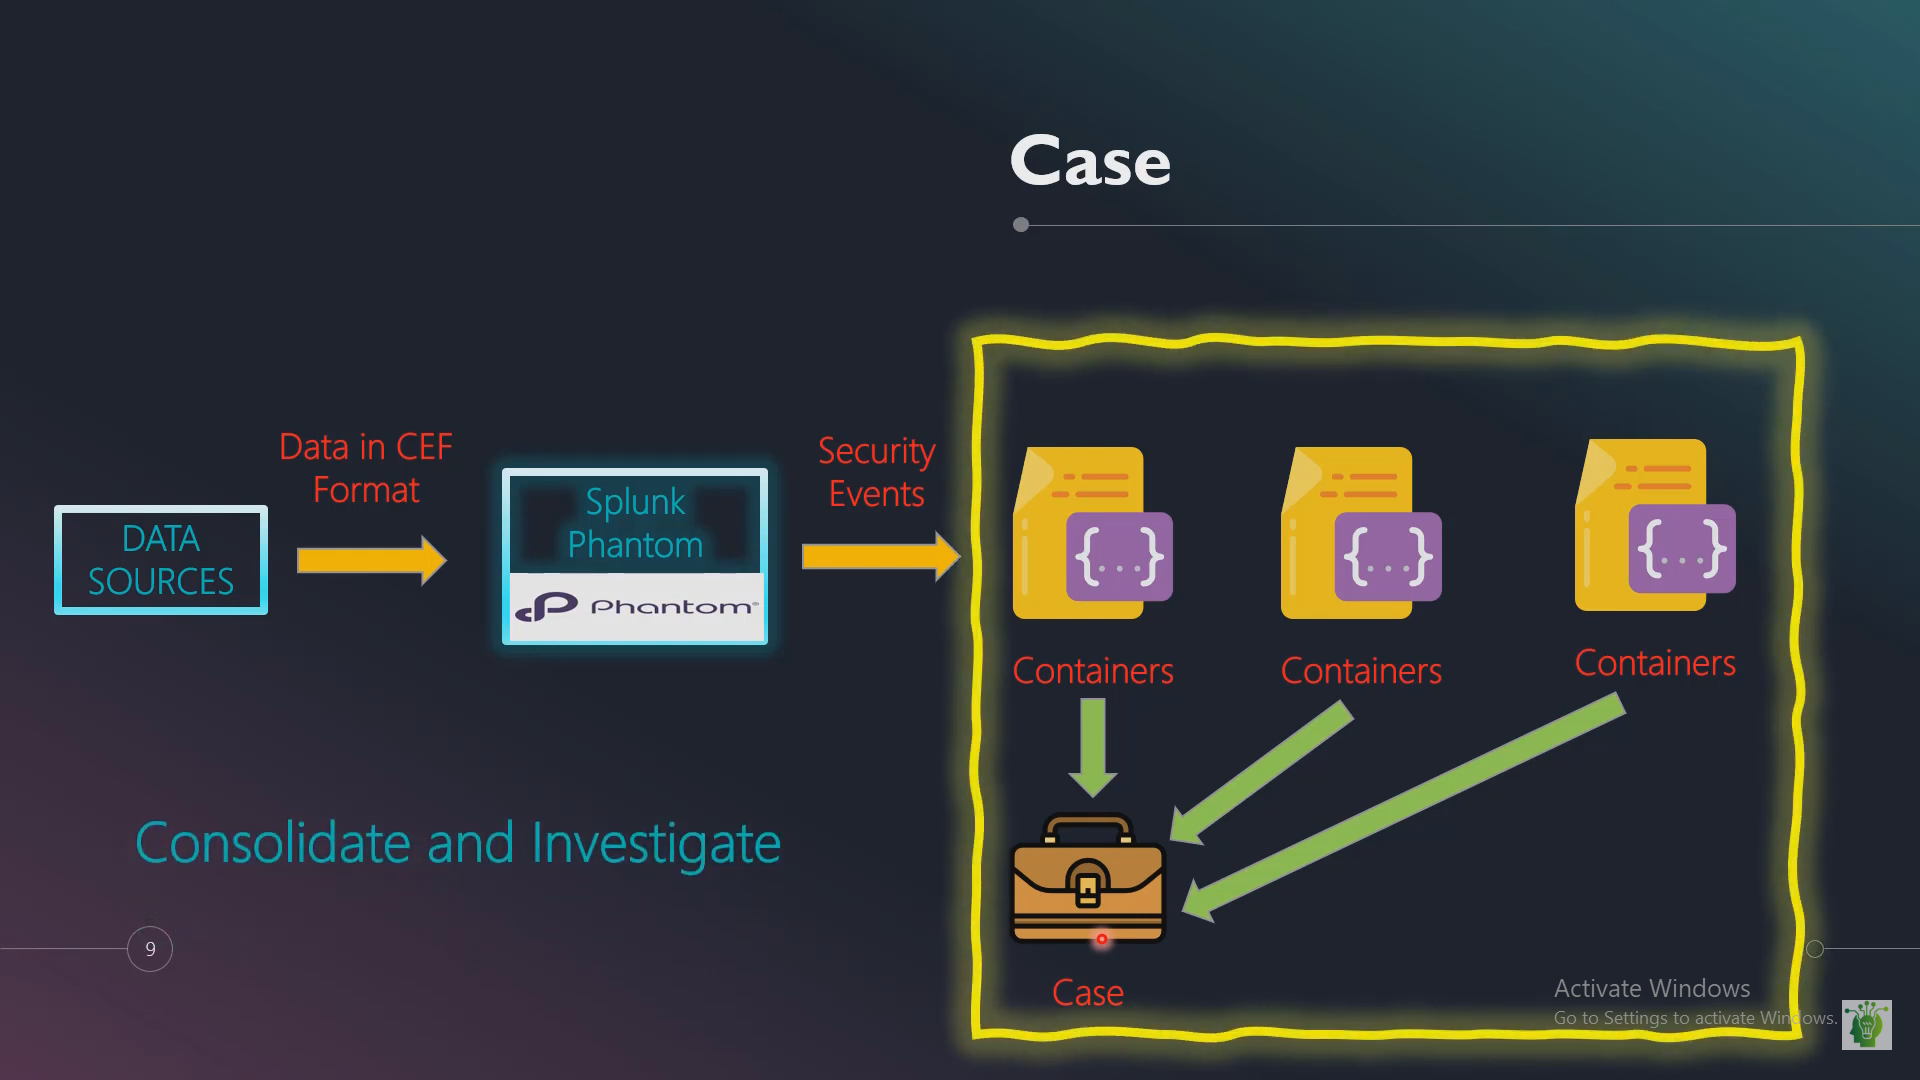 Case
Data in CEF
Format
Security
Events
DATA
SOURCES
Splunk
Phantom
Phantom
{...}
{...}
{...}
Containers
Containers
Containers
Consolidate and Investigate
9
Case
Activate Windows
Go to Settings to activate Windows.